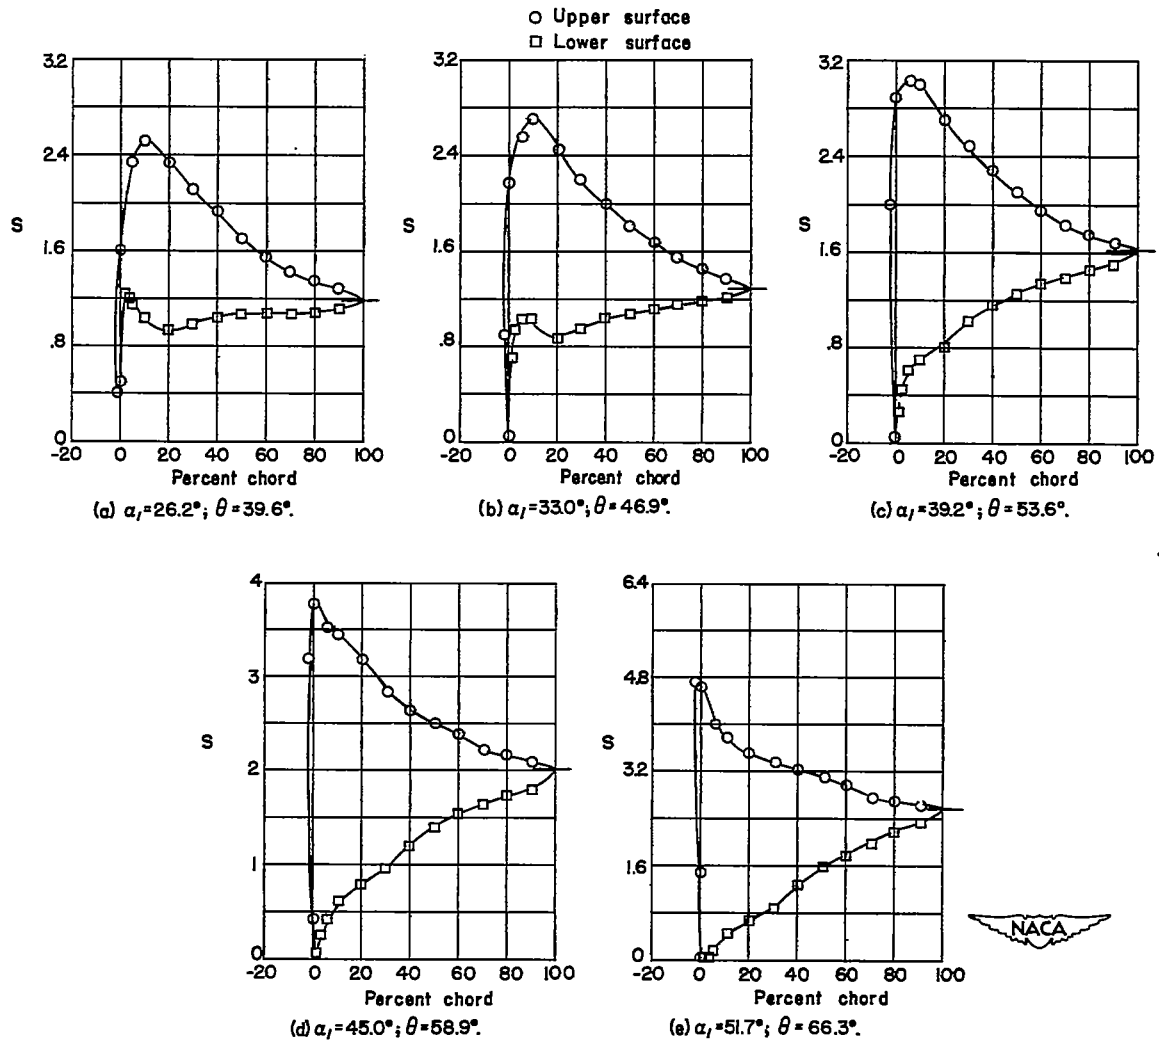 Upper surface
Lower surface
3.2
2.4
S
1.6
.8
0
-20 0 20 40 60 80 100
Percent chord
(a) α₁=26.2°; θ=39.6°.
3.2
2.4
S
1.6
.8
0
-20 0 20 40 60 80 100
Percent chord
(b) α₁=33.0°; θ=46.9°.
3.2
2.4
S
1.6
.8
0
-20 0 20 40 60 80 100
Percent chord
(c) α₁=39.2°; θ=53.6°.
4
3
S
2
1
0
-20 0 20 40 60 80 100
Percent chord
(d) α₁=45.0°; θ=58.9°.
6.4
4.8
S
3.2
1.6
0
-20 0 20 40 60 80 100
Percent chord
(e) α₁=51.7°; θ=66.3°.
NACA